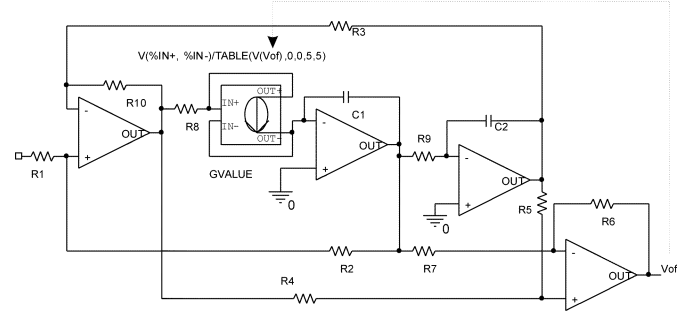 R3
V(%IN+, %IN-)/TABLE(V(Vof) ,0,0,5,5)
R10
OUT+
IN+
C1
-
R8
IN-
-
C2
OUT
R9
+
OUT-
OUT
-
R1
GVALUE
+
OUT
0
R5
+
0
R6
R2
R7
-
R4
OUT
Vof
+